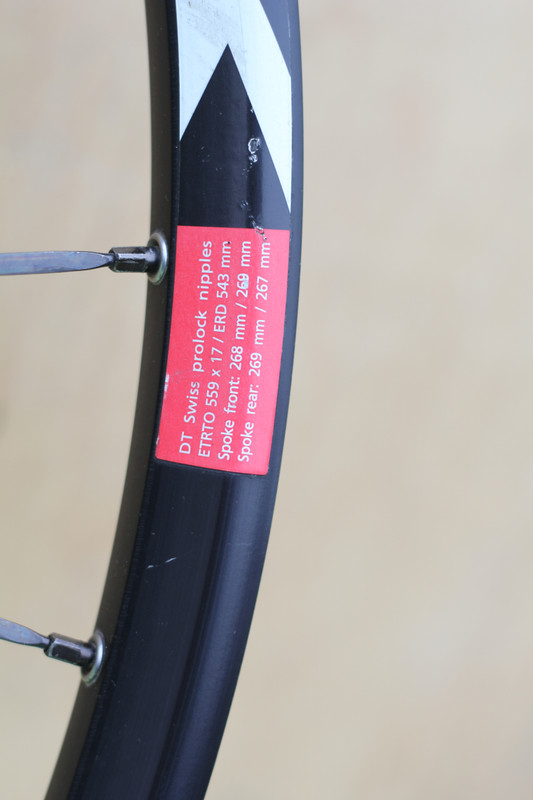 DT Swiss prolock nipples
ETRTO 559 x 17 / ERD 543 mm
Spoke front: 268 mm / 269 mm
Spoke rear: 269 mm / 267 mm